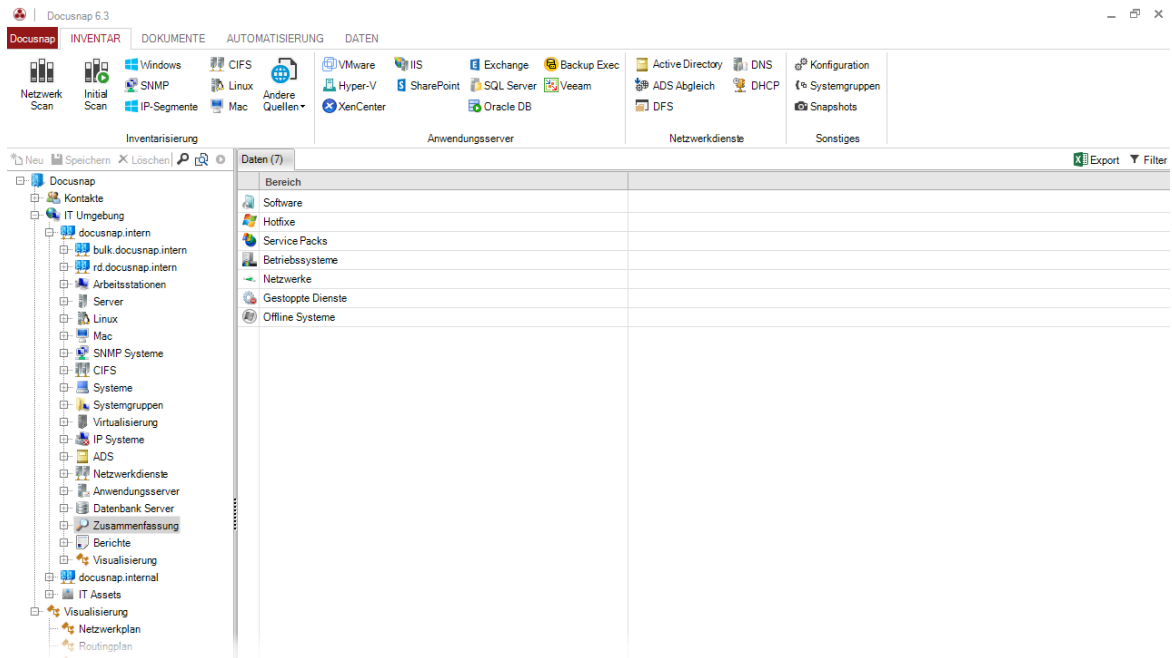 Docusnap 6.3
Docusnap INVENTAR DOKUMENTE AUTOMATISIERUNG DATEN
Netzwerk Scan
Initial Scan
Windows
SNMP
IP-Segmente
CIFS
Linux
Mac
Andere Quellen
Inventarisierung
VMware
Hyper-V
XenCenter
IIS
SharePoint
Exchange
SQL Server
Oracle DB
Backup Exec
Veeam
Anwendungsserver
Active Directory
ADS Abgleich
DFS
DNS
DHCP
Netzwerkdienste
Konfiguration
Systemgruppen
Snapshots
Sonstiges
Neu Speichern Löschen
Docusnap
Kontakte
IT Umgebung
docusnap.intern
bulk.docusnap.intern
rd.docusnap.intern
Arbeitsstationen
Server
Linux
Mac
SNMP Systeme
CIFS
Systeme
Systemgruppen
Virtualisierung
IP Systeme
ADS
Netzwerkdienste
Anwendungsserver
Datenbank Server
Zusammenfassung
Berichte
Visualisierung
docusnap.internal
IT Assets
Visualisierung
Netzwerkplan
Routingplan
Daten (7)
Export Filter
Bereich
Software
Hotfixe
Service Packs
Betriebssysteme
Netzwerke
Gestoppte Dienste
Offline Systeme